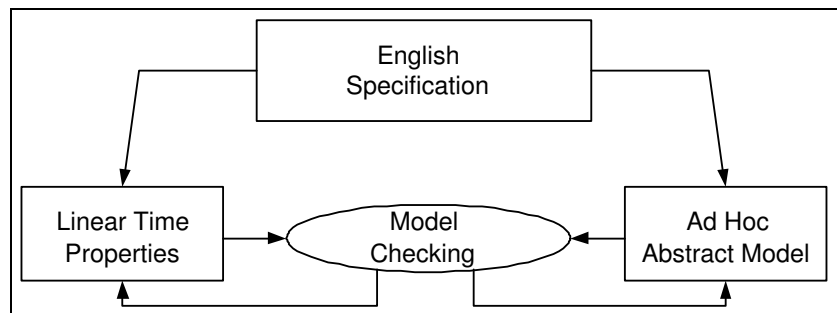 English
Specification
Linear Time
Properties
Model
Checking
Ad Hoc
Abstract Model